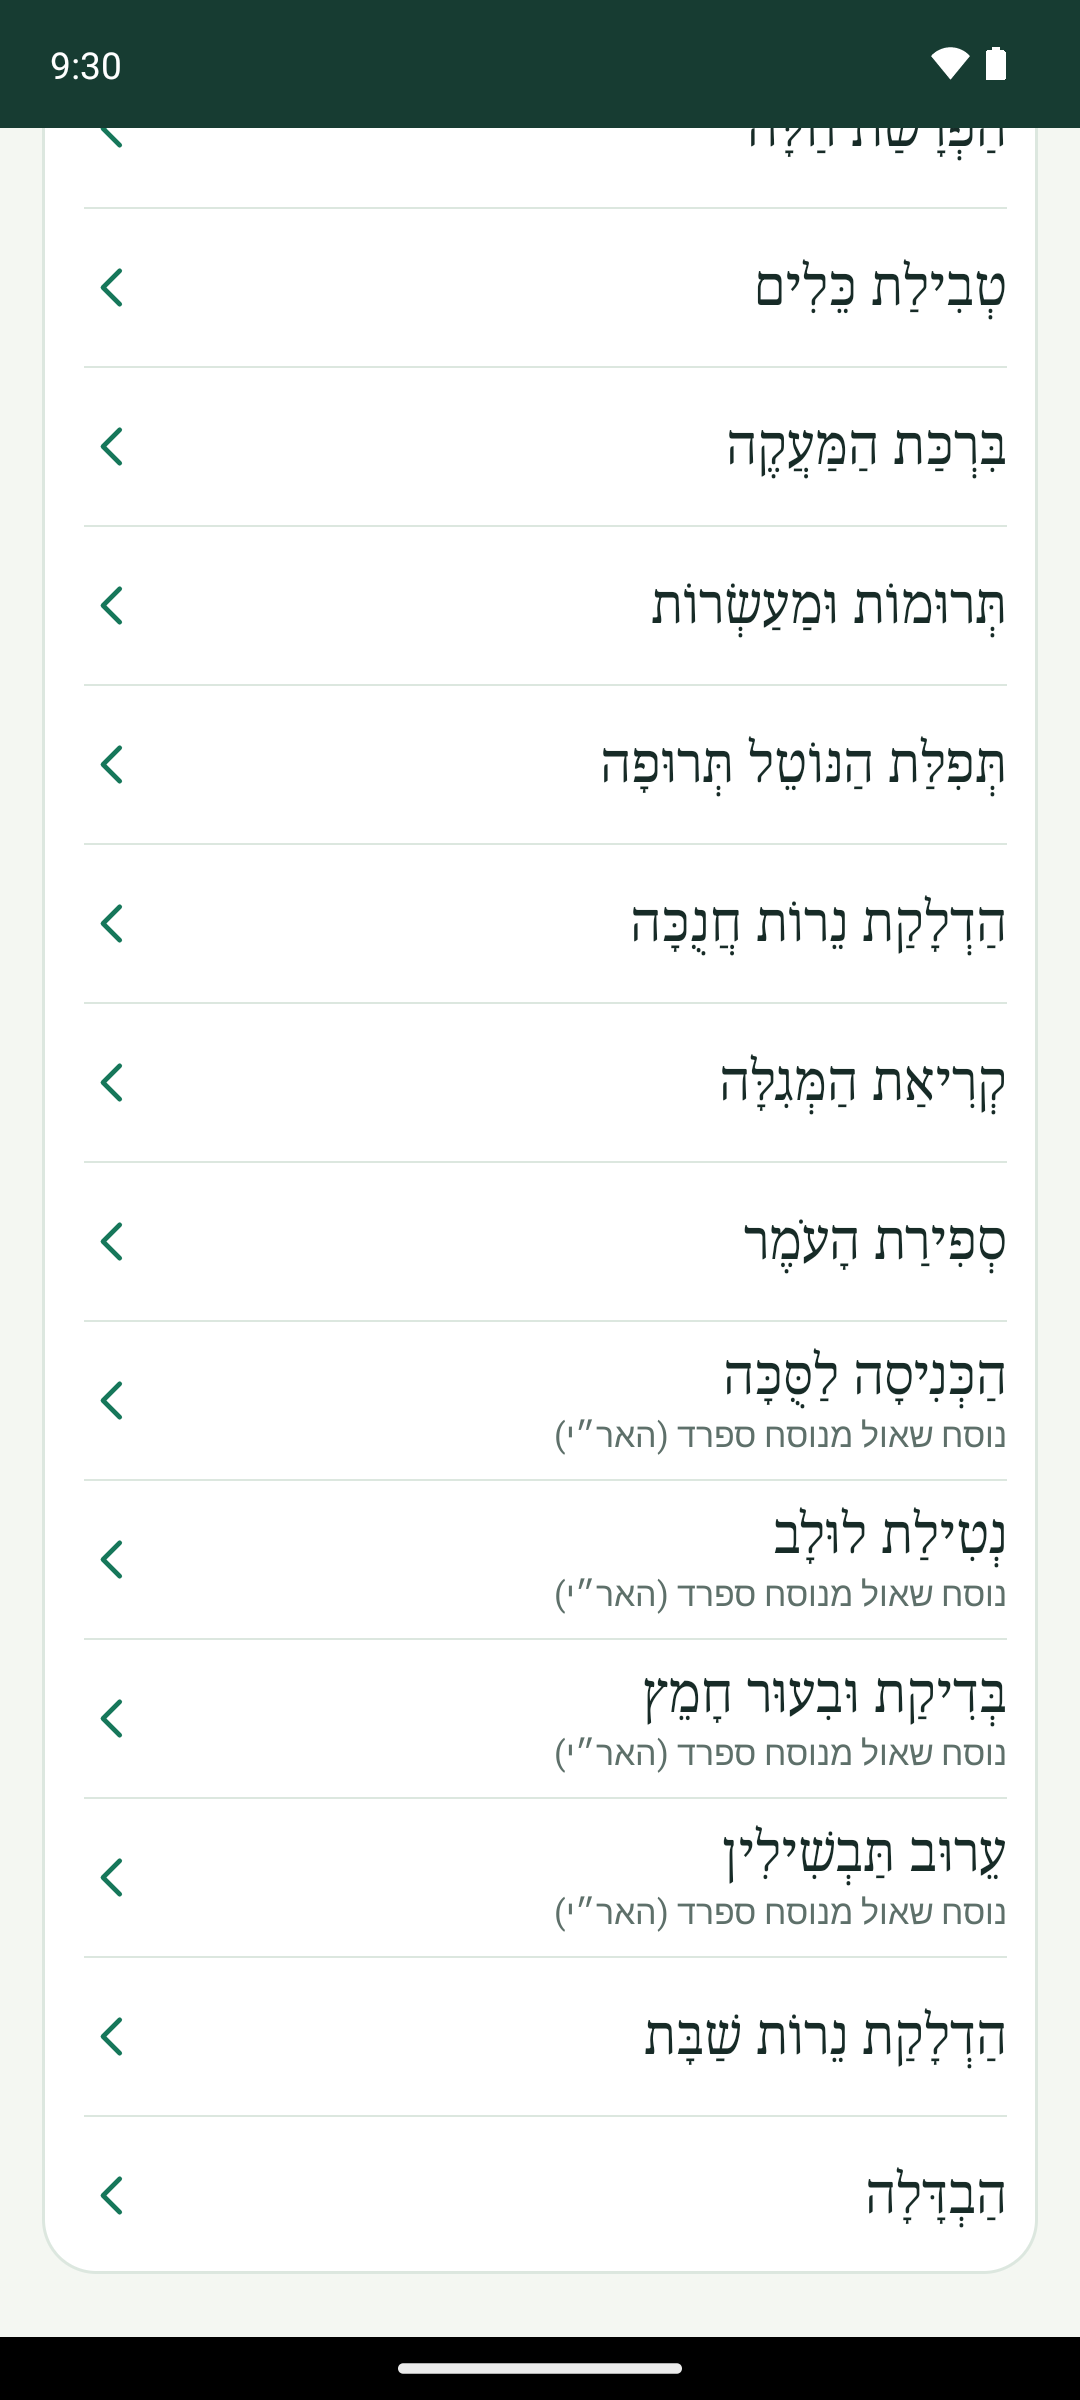 9:30
הַפְרָשַׁת חַלָּה
טְבִילַת כֵּלִים
בִּרְכַּת הַמַּעֲקֶה
תְּרוּמוֹת וּמַעַשְׂרוֹת
תְּפִלַּת הַנּוֹטֵל תְּרוּפָה
הַדְלָקַת נֵרוֹת חֲנֻכָּה
קְרִיאַת הַמְּגִלָּה
סְפִירַת הָעֹמֶר
הַכְּנִיסָה לַסֻּכָּה
נוסח שאול מנוסח ספרד (האר״י)
נְטִילַת לוּלָב
נוסח שאול מנוסח ספרד (האר״י)
בְּדִיקַת וּבִעוּר חָמֵץ
נוסח שאול מנוסח ספרד (האר״י)
עֵרוּב תַּבְשִׁילִין
נוסח שאול מנוסח ספרד (האר״י)
הַדְלָקַת נֵרוֹת שַׁבָּת
הַבְדָּלָה